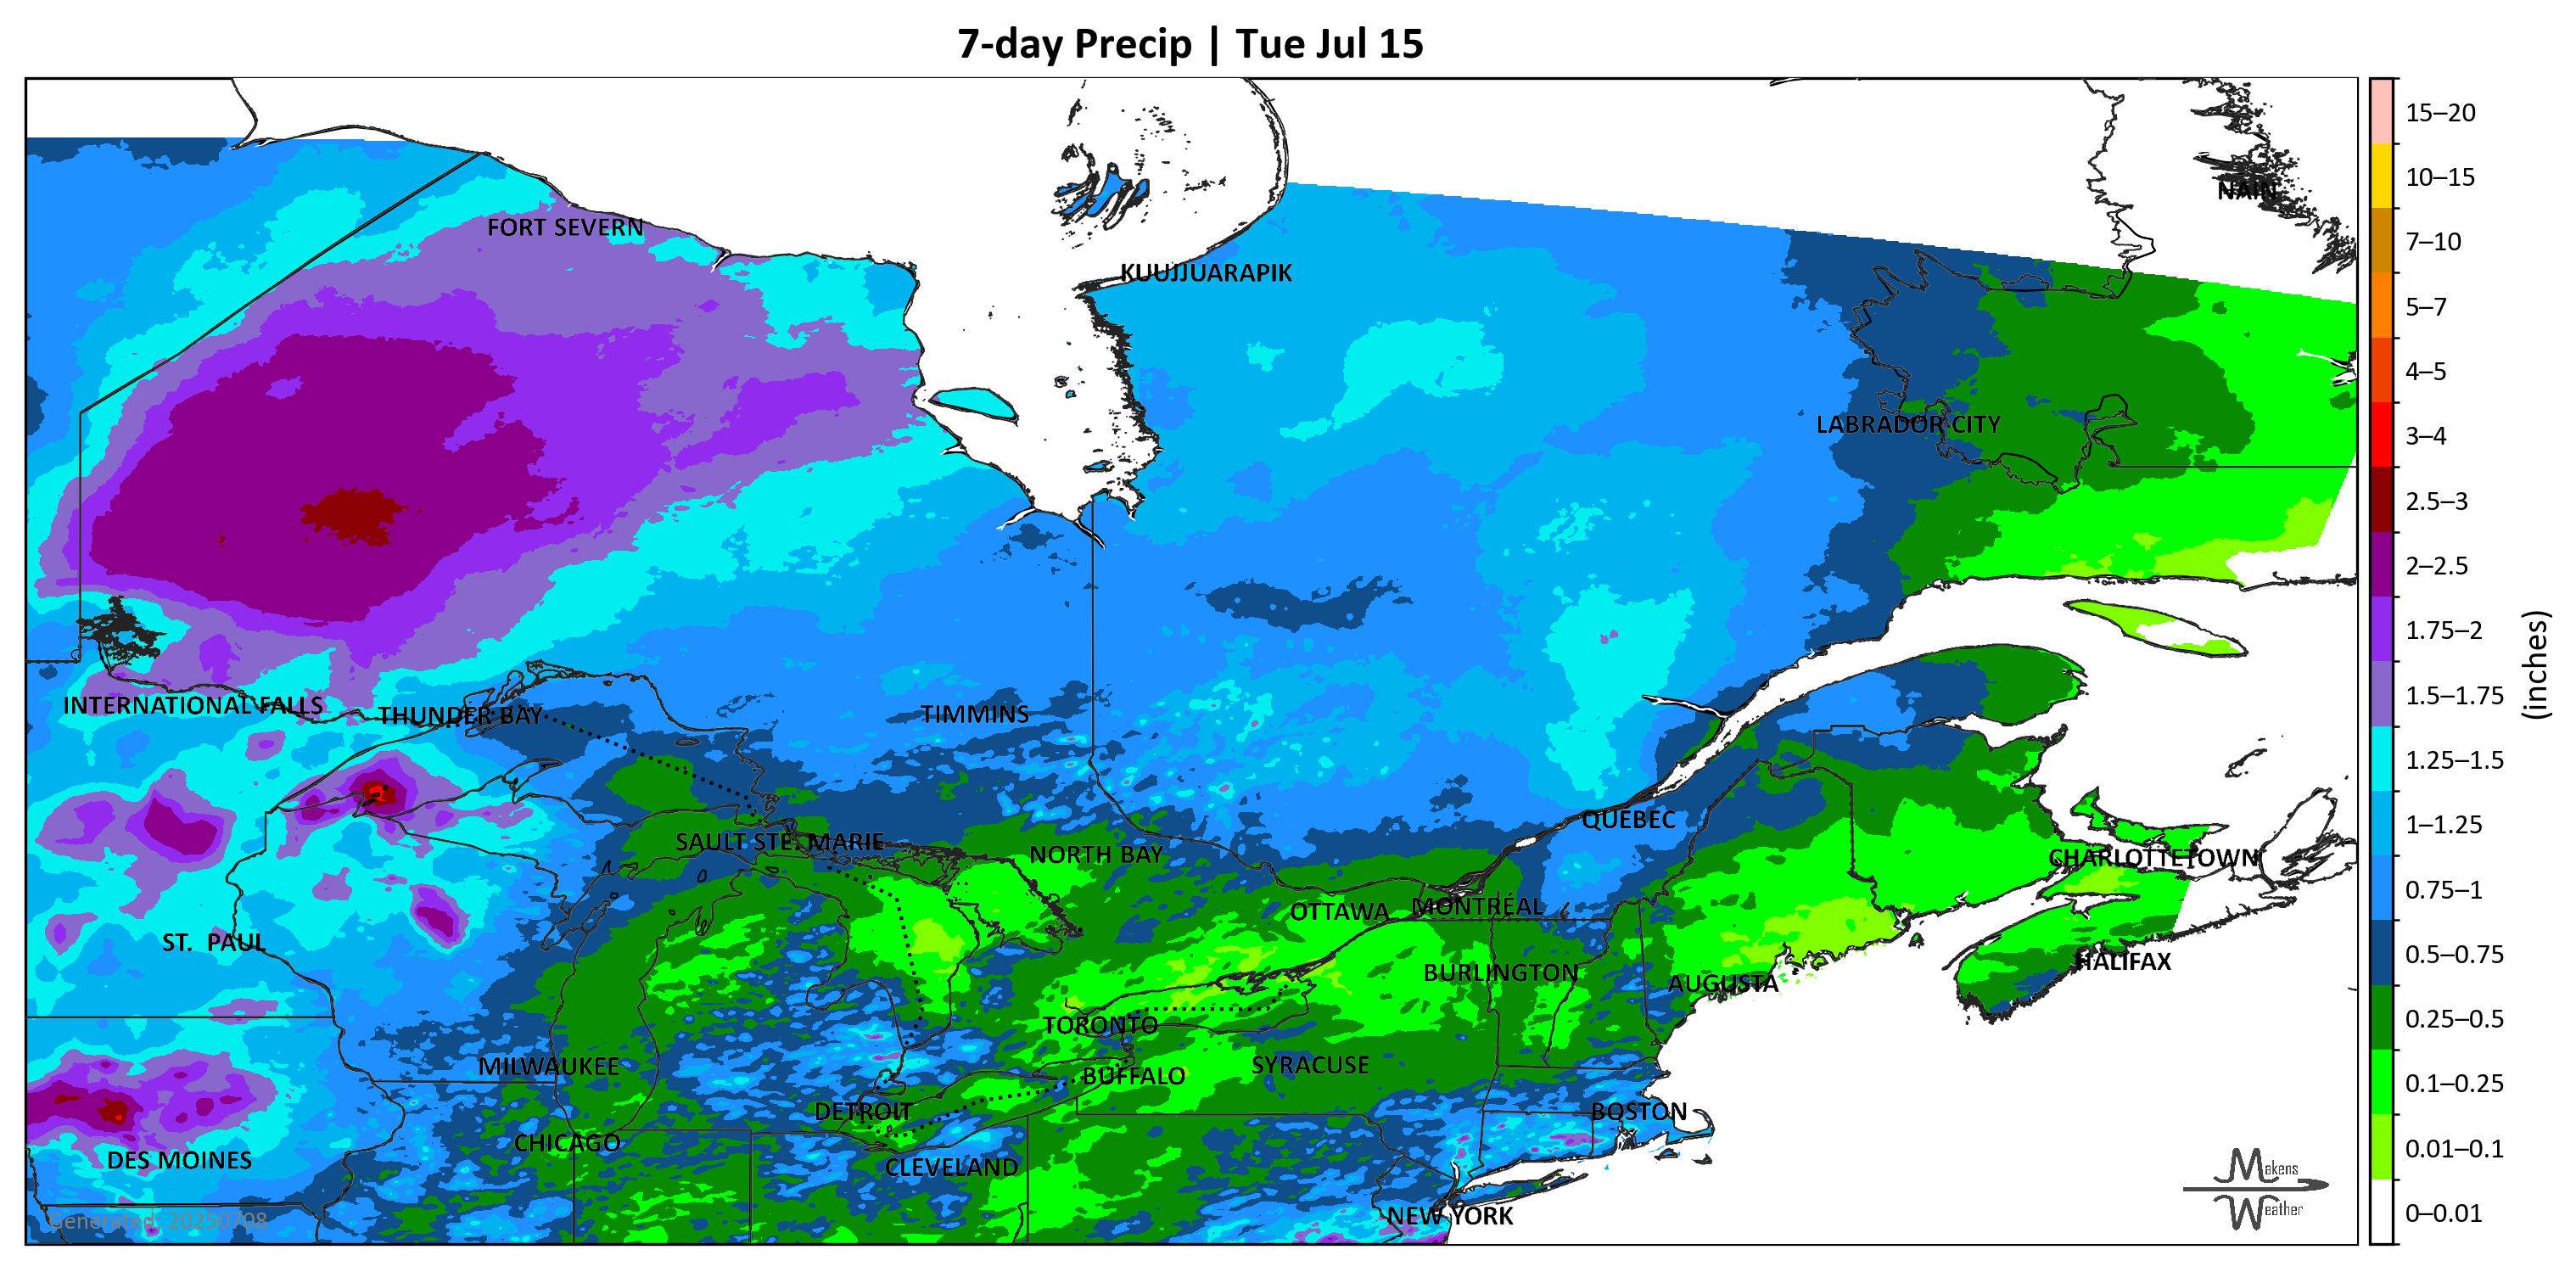 7-day Precip | Tue Jul 15
NAIN
FORT SEVERN
KUUJJUARAPIK
LABRADOR CITY
INTERNATIONAL FALLS
THUNDER BAY
TIMMINS
QUEBEC
SAULT STE. MARIE
NORTH BAY
CHARLOTTETOWN
OTTAWA
MONTRÉAL
ST. PAUL
HALIFAX
BURLINGTON
AUGUSTA
TORONTO
MILWAUKEE
SYRACUSE
BUFFALO
DETROIT
BOSTON
CHICAGO
DES MOINES
CLEVELAND
NEW YORK
Generated: 20250708
Makens
Weather
15–20
10–15
7–10
5–7
4–5
3–4
2.5–3
2–2.5
1.75–2
1.5–1.75
1.25–1.5
1–1.25
0.75–1
0.5–0.75
0.25–0.5
0.1–0.25
0.01–0.1
0–0.01
(inches)